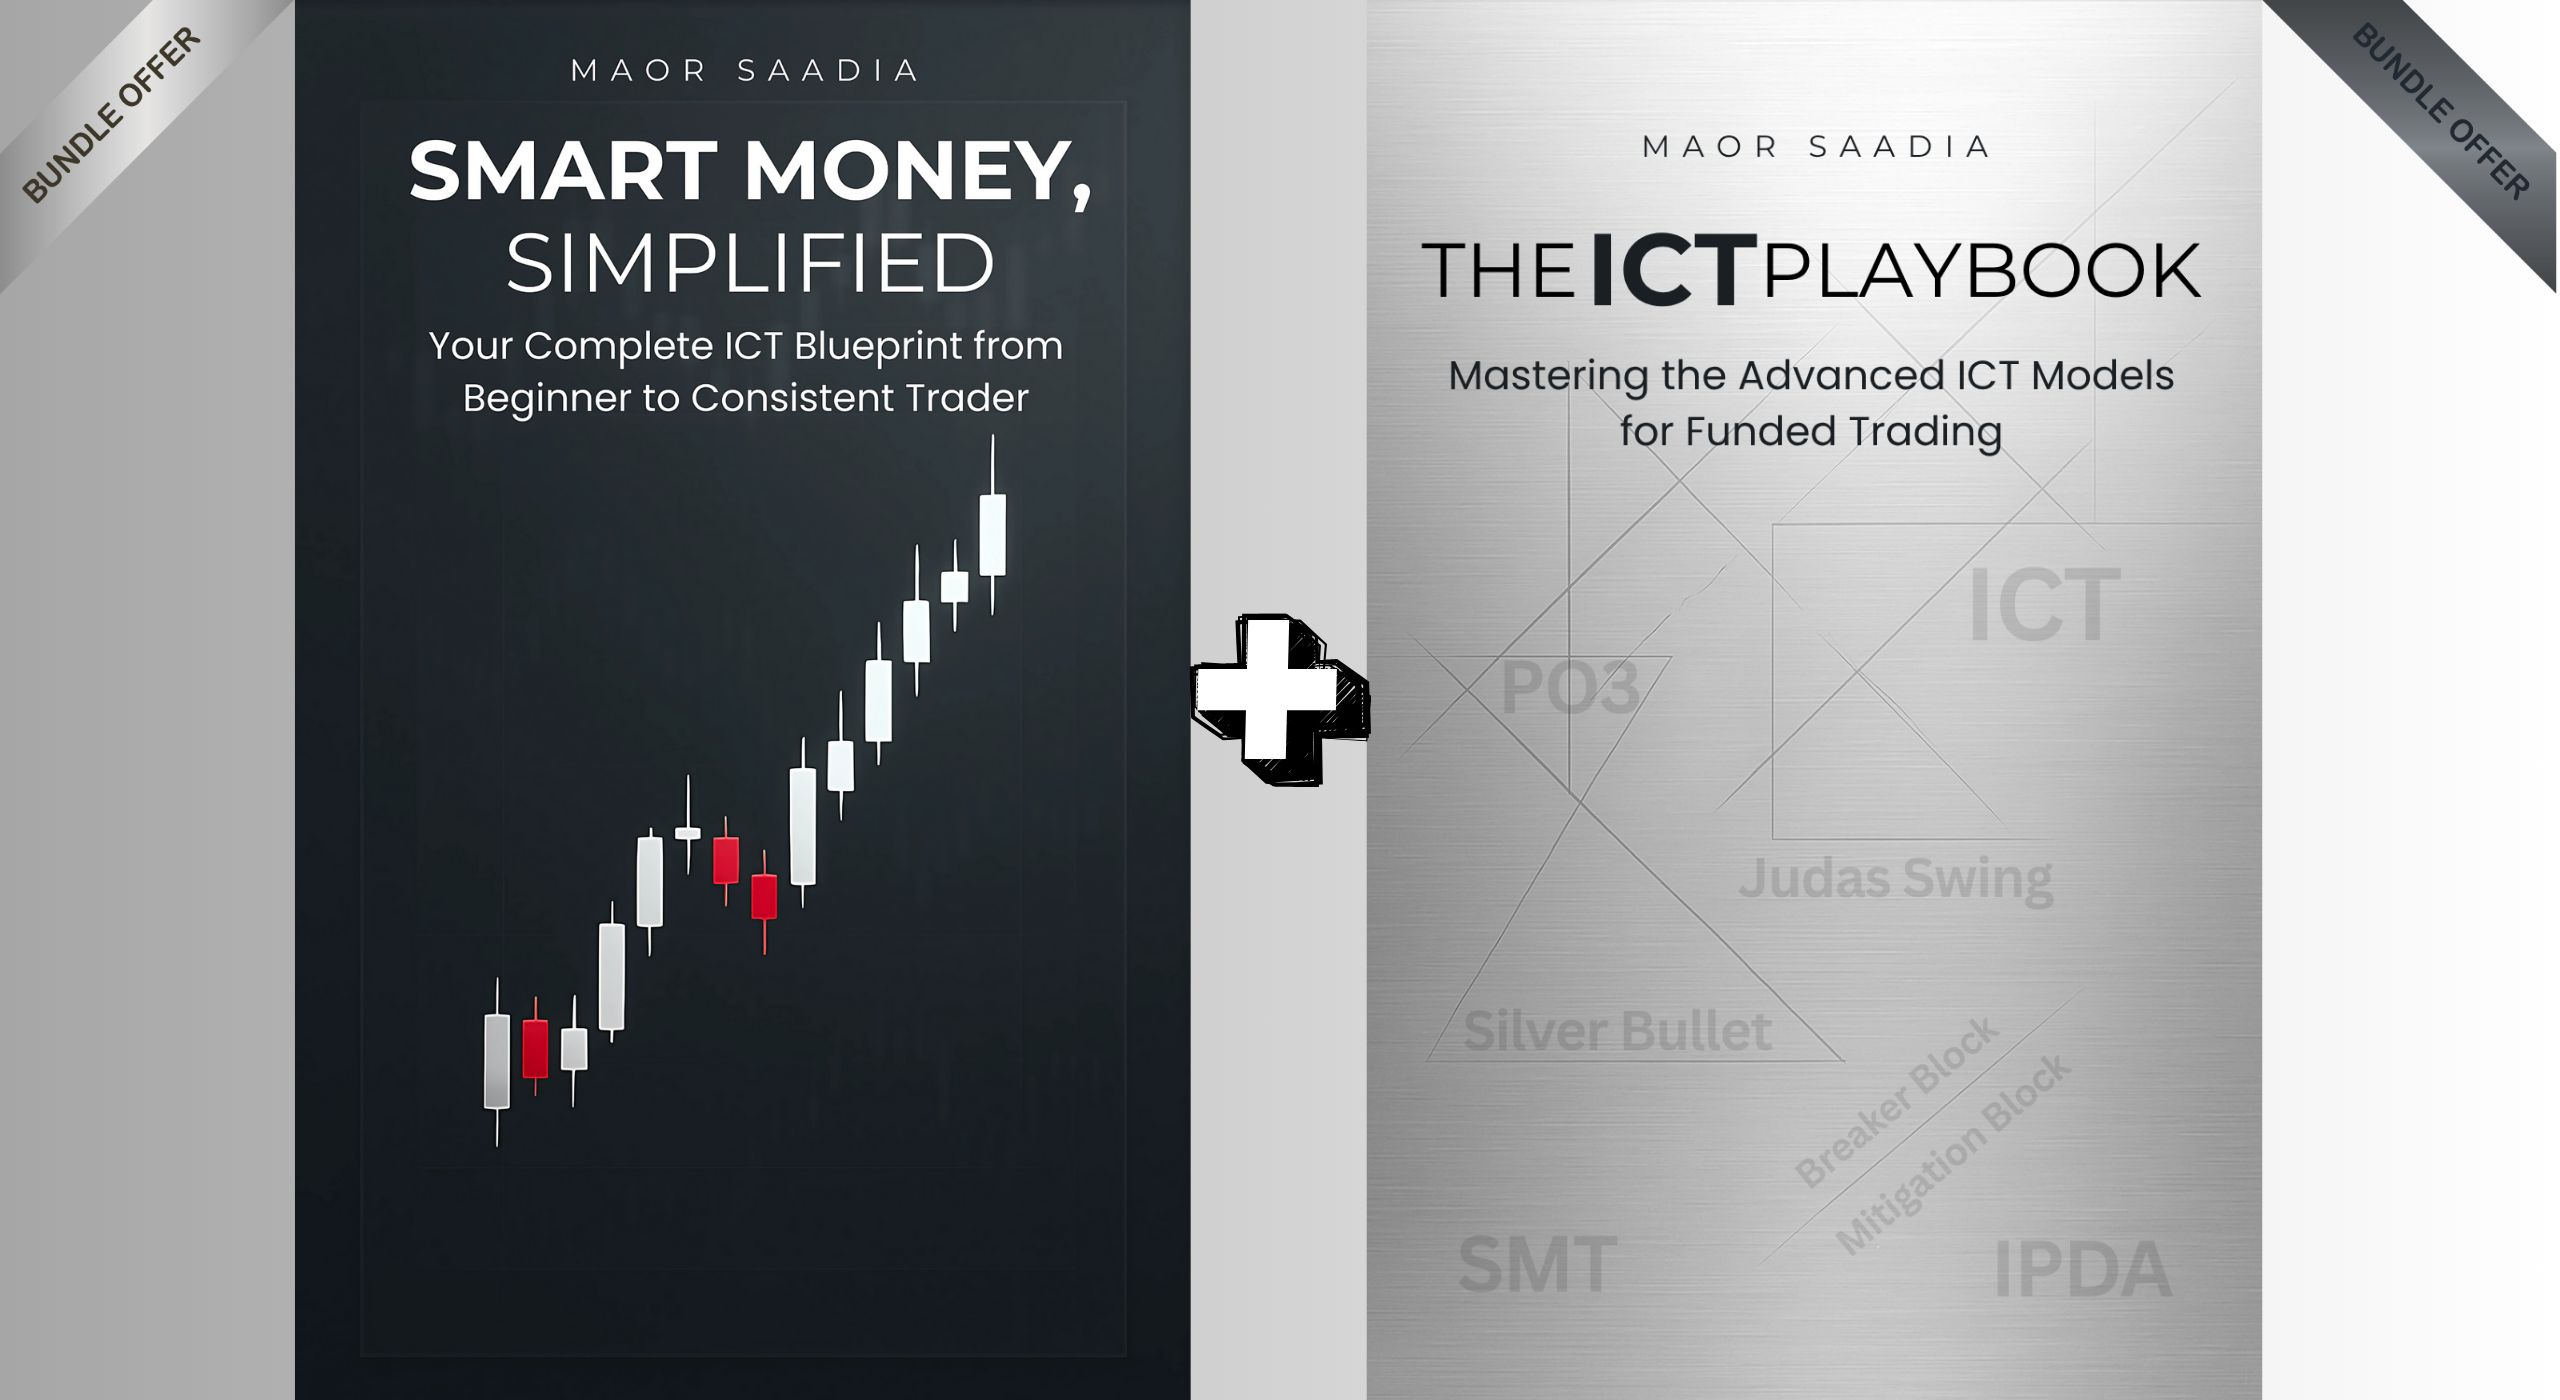 BUNDLE OFFER
MAOR SAADIA
SMART MONEY,
SIMPLIFIED
Your Complete ICT Blueprint from
Beginner to Consistent Trader
MAOR SAADIA
THE ICT PLAYBOOK
Mastering the Advanced ICT Models
for Funded Trading
ICT
PO3
Judas Swing
Silver Bullet
Breaker Block
Mitigation Block
SMT
IPDA
BUNDLE OFFER